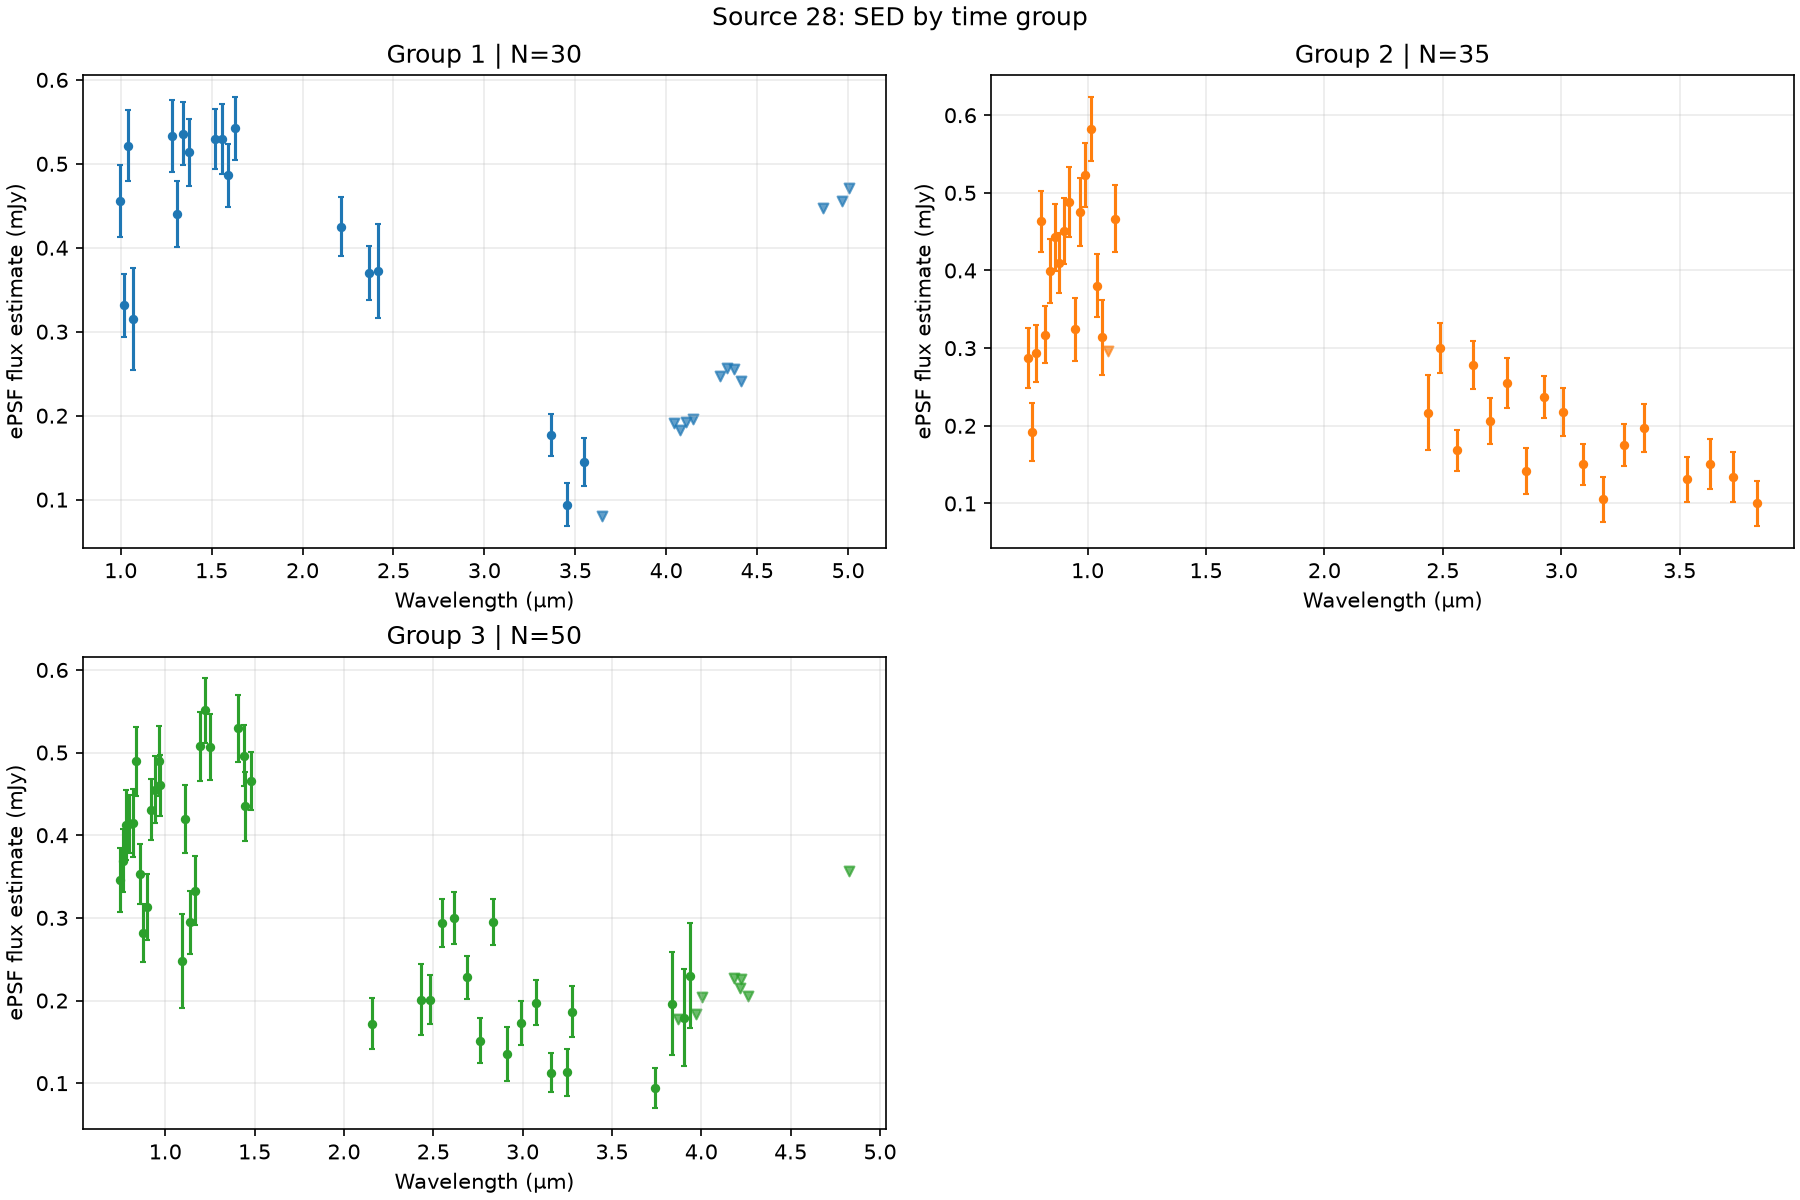 Source 28: SED by time group
Group 1 | N=30
ePSF flux estimate (mJy)
0.6
0.5
0.4
0.3
0.2
0.1
1.0 1.5 2.0 2.5 3.0 3.5 4.0 4.5 5.0
Wavelength (µm)
Group 2 | N=35
ePSF flux estimate (mJy)
0.6
0.5
0.4
0.3
0.2
0.1
1.0 1.5 2.0 2.5 3.0 3.5
Wavelength (µm)
Group 3 | N=50
ePSF flux estimate (mJy)
0.6
0.5
0.4
0.3
0.2
0.1
1.0 1.5 2.0 2.5 3.0 3.5 4.0 4.5 5.0
Wavelength (µm)